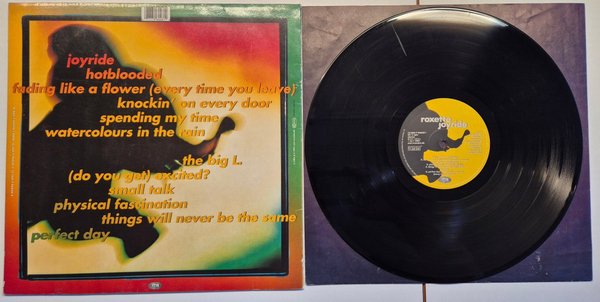 joyride
hotblooded
fading like a flower (every time you leave)
knockin' on every door
spending my time
watercolours in the rain
the big L.
(do you get) excited?
small talk
physical fascination
things will never be the same
perfect day
roxette
joyride